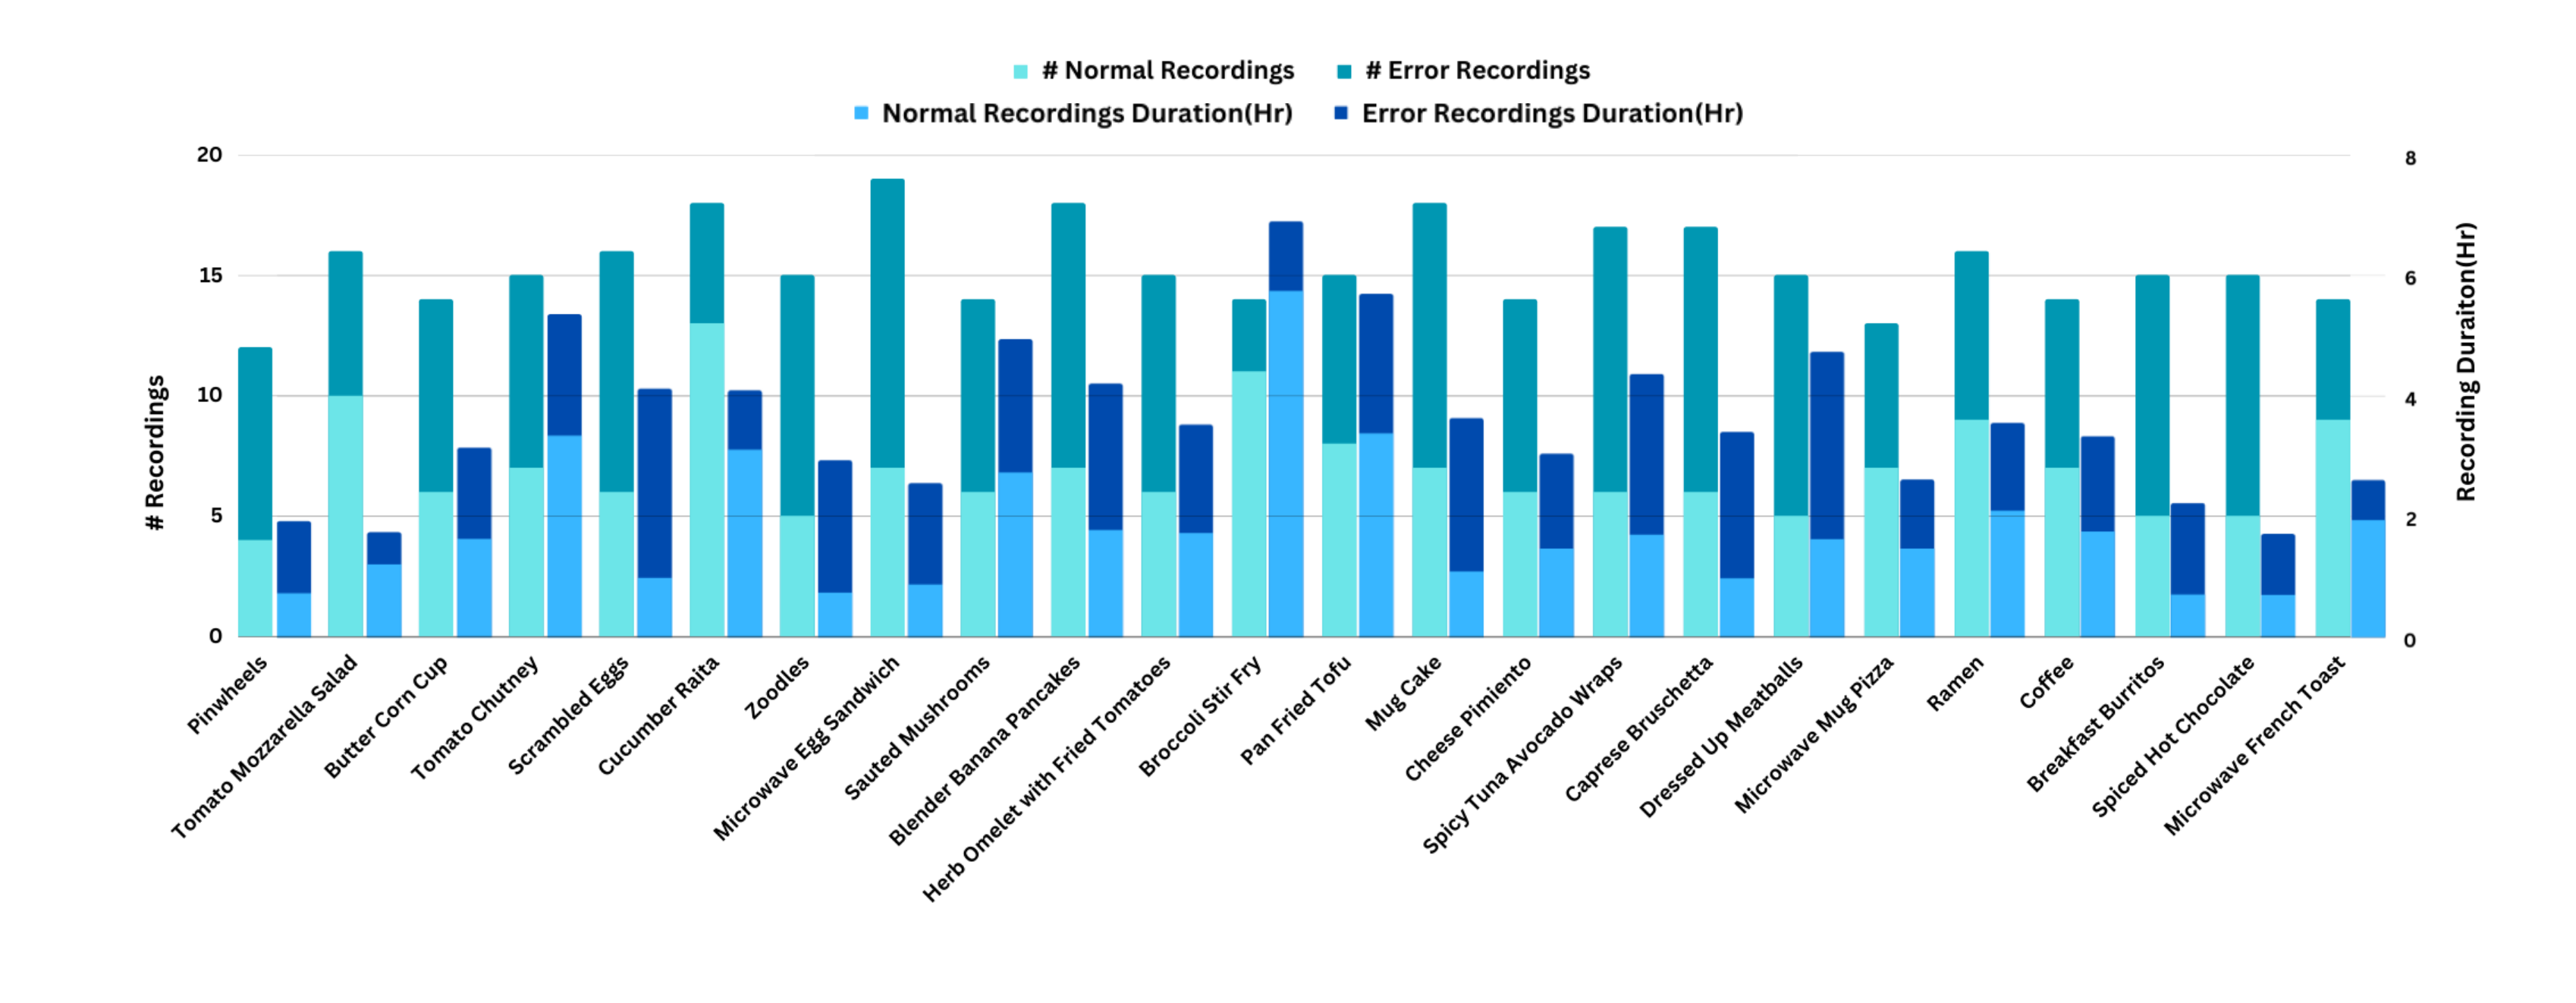 # Normal Recordings # Error Recordings
Normal Recordings Duration(Hr) Error Recordings Duration(Hr)
# Recordings
20
15
10
5
0
8
6
4
2
0
Recording Duraiton(Hr)
Pinwheels
Tomato Mozzarella Salad
Butter Corn Cup
Tomato Chutney
Scrambled Eggs
Cucumber Raita
Zoodles
Microwave Egg Sandwich
Sauted Mushrooms
Blender Banana Pancakes
Herb Omelet with Fried Tomatoes
Broccoli Stir Fry
Pan Fried Tofu
Mug Cake
Cheese Pimiento
Spicy Tuna Avocado Wraps
Caprese Bruschetta
Dressed Up Meatballs
Microwave Mug Pizza
Ramen
Coffee
Breakfast Burritos
Spiced Hot Chocolate
Microwave French Toast